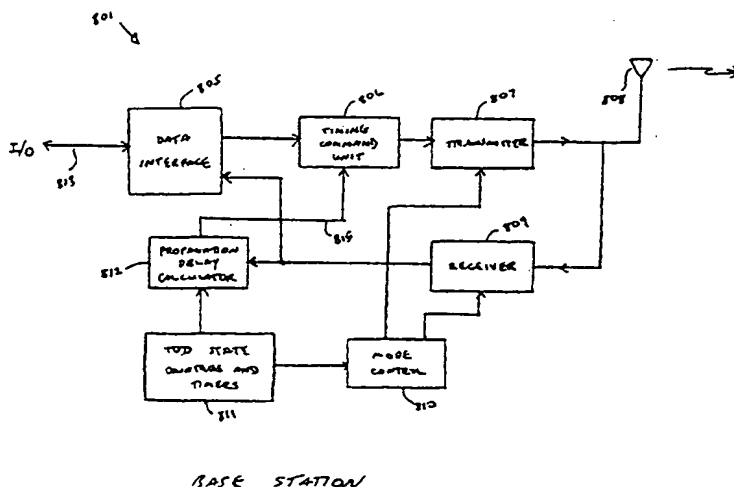 801
805
DATA
INTERFACE
I/O
813
806
TIMING
COMMAND
UNIT
807
TRANSMITTER
808
815
812
PROPAGATION
DELAY
CALCULATOR
809
RECEIVER
TDD STATE
COUNTERS AND
TIMERS
811
MODE
CONTROL
810
BASE STATION